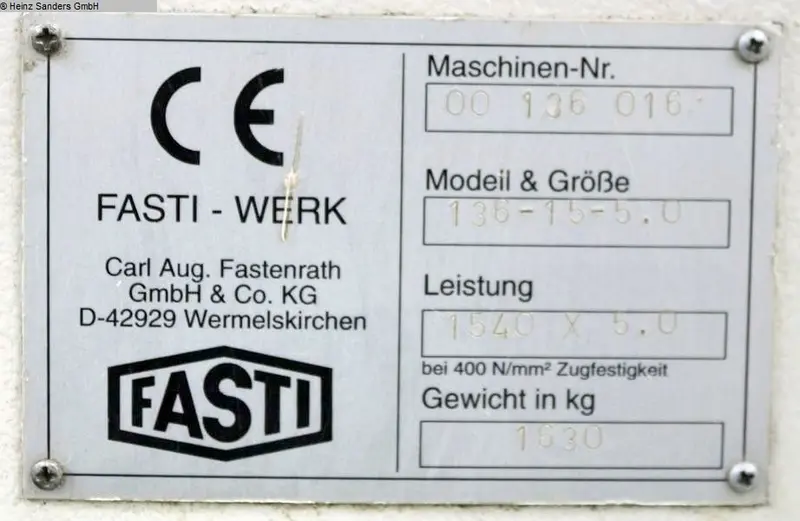 ® Heinz Sanders GmbH
CE
FASTI - WERK
Carl Aug. Fastenrath
GmbH & Co. KG
D-42929 Wermelskirchen
FASTI
Maschinen-Nr.
00 136 016
Modell & Größe
136-15-5.0
Leistung
1540 X 5.0
bei 400 N/mm² Zugfestigkeit
Gewicht in kg
1630